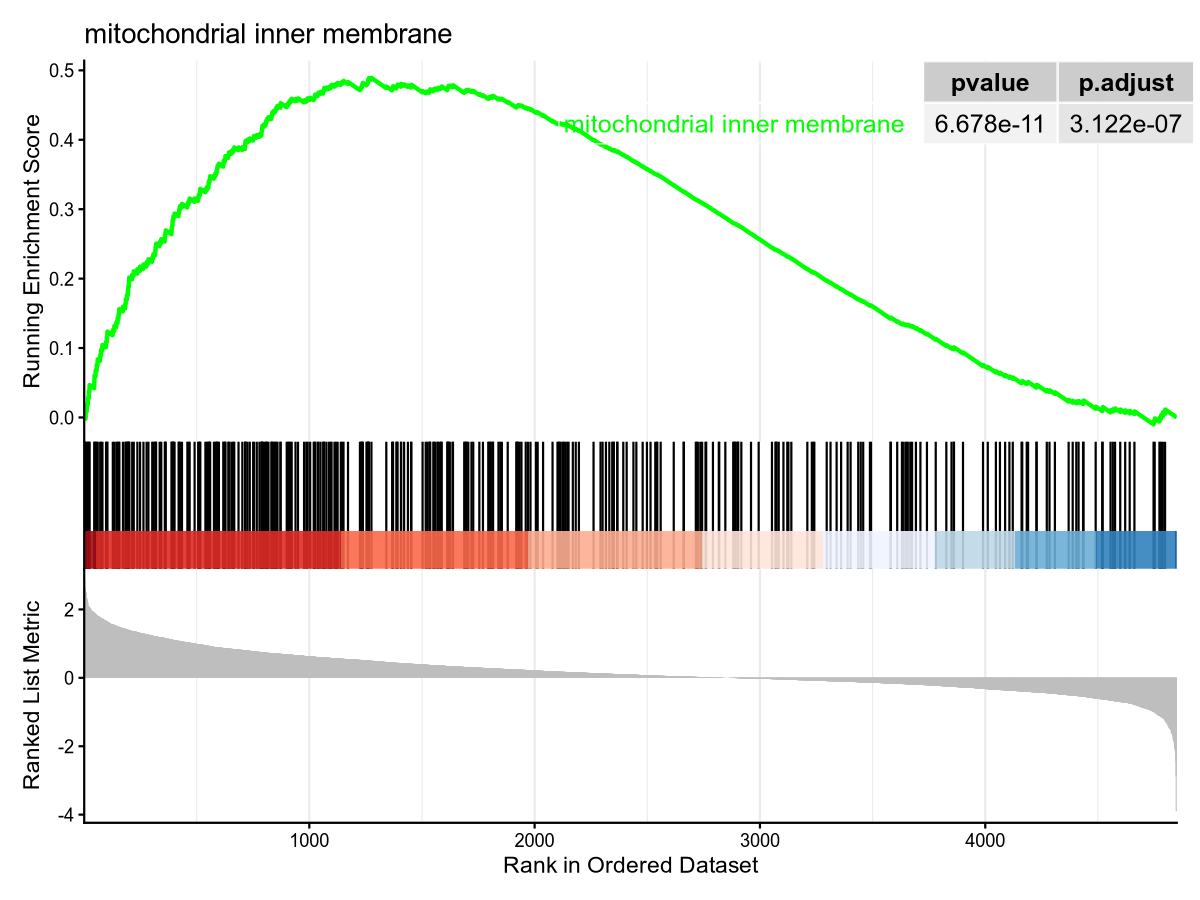 mitochondrial inner membrane
pvalue p.adjust
6.678e-11 3.122e-07
mitochondrial inner membrane
Running Enrichment Score
0.5
0.4
0.3
0.2
0.1
0.0
Ranked List Metric
2
0
-2
-4
1000 2000 3000 4000
Rank in Ordered Dataset